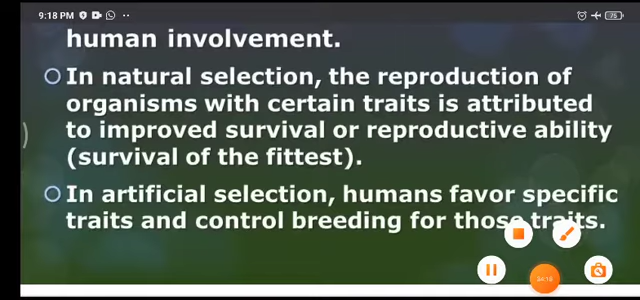 9:18 PM
75
human involvement.
In natural selection, the reproduction of
organisms with certain traits is attributed
to improved survival or reproductive ability
(survival of the fittest).
In artificial selection, humans favor specific
traits and control breeding for those traits.